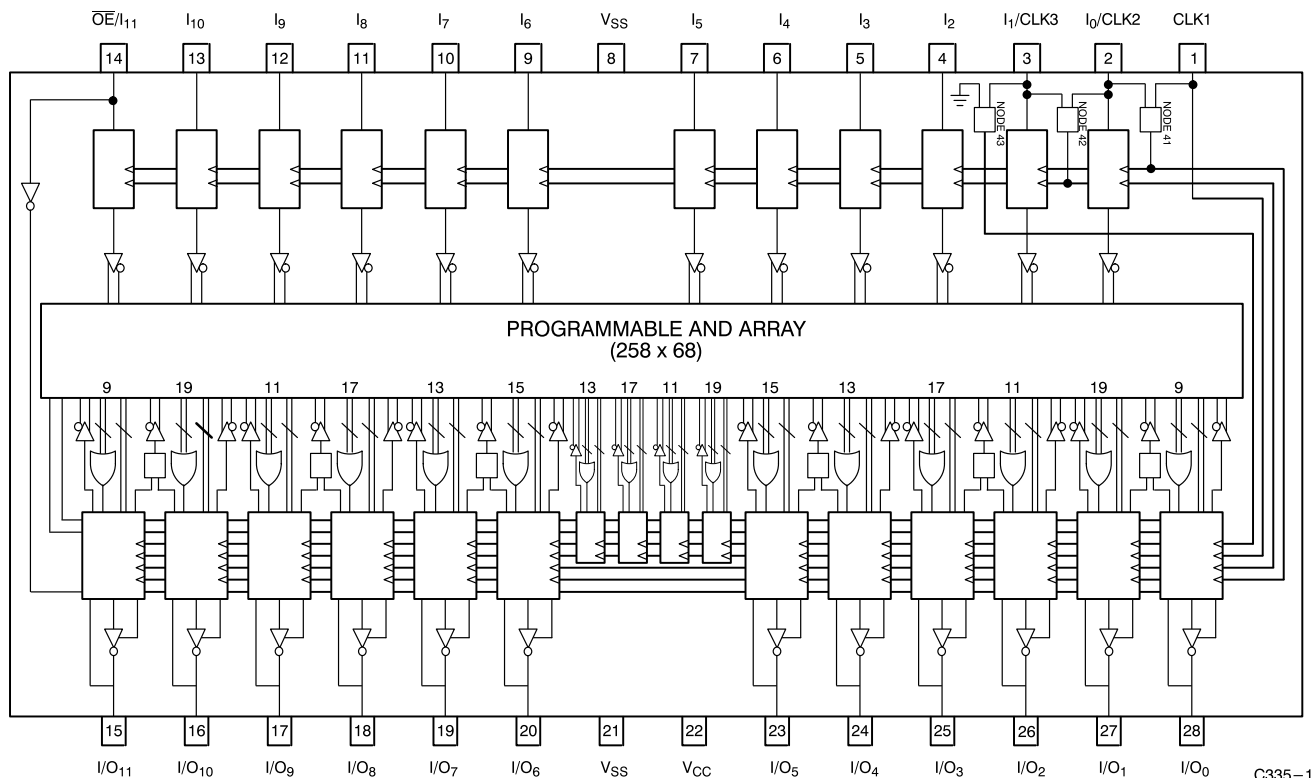 OE/I11 I10 I9 I8 I7 I6 VSS I5 I4 I3 I2 I1/CLK3 I0/CLK2 CLK1
14 13 12 11 10 9 8 7 6 5 4 3 2 1
NODE 43 NODE 42 NODE 41
PROGRAMMABLE AND ARRAY
(258 x 68)
9 19 11 17 13 15 13 17 11 19 15 13 17 11 19 9
15 16 17 18 19 20 21 22 23 24 25 26 27 28
I/O11 I/O10 I/O9 I/O8 I/O7 I/O6 VSS VCC I/O5 I/O4 I/O3 I/O2 I/O1 I/O0
C335–1